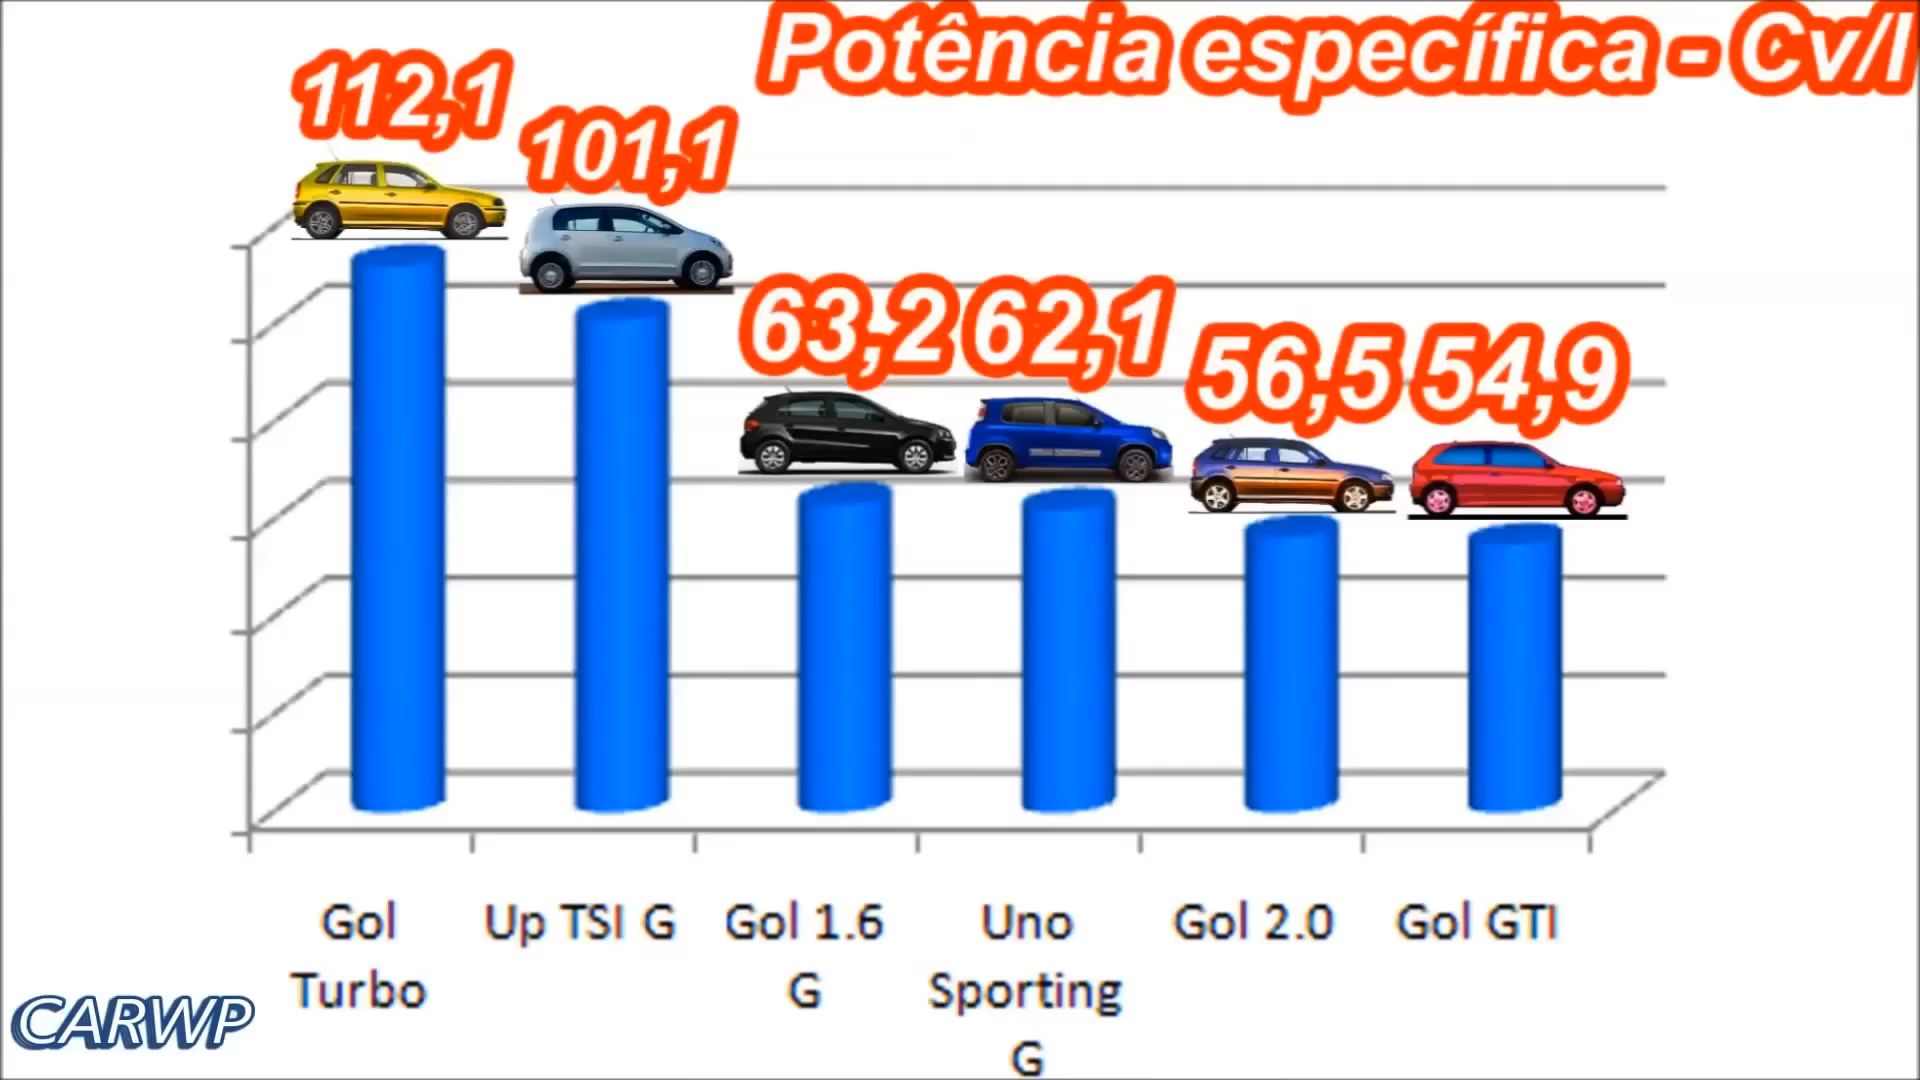 Potência específica - Cv/l
112,1
101,1
63,2
62,1
56,5
54,9
Gol
Turbo
Up TSI G
Gol 1.6
G
Uno
Sporting
G
Gol 2.0
Gol GTI
CARWP